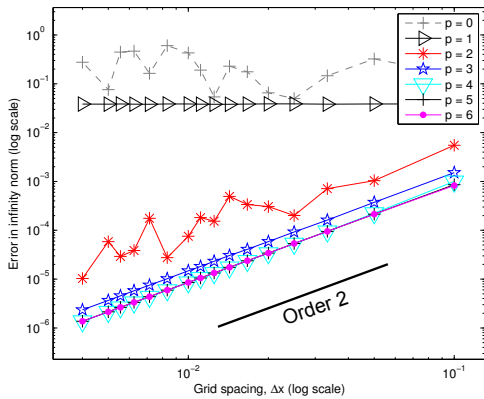 10^1
10^0
10^-1
10^-2
10^-3
10^-4
10^-5
10^-6
Error in infinity norm (log scale)
p = 0
p = 1
p = 2
p = 3
p = 4
p = 5
p = 6
Order 2
10^-2
10^-1
Grid spacing, Δx (log scale)